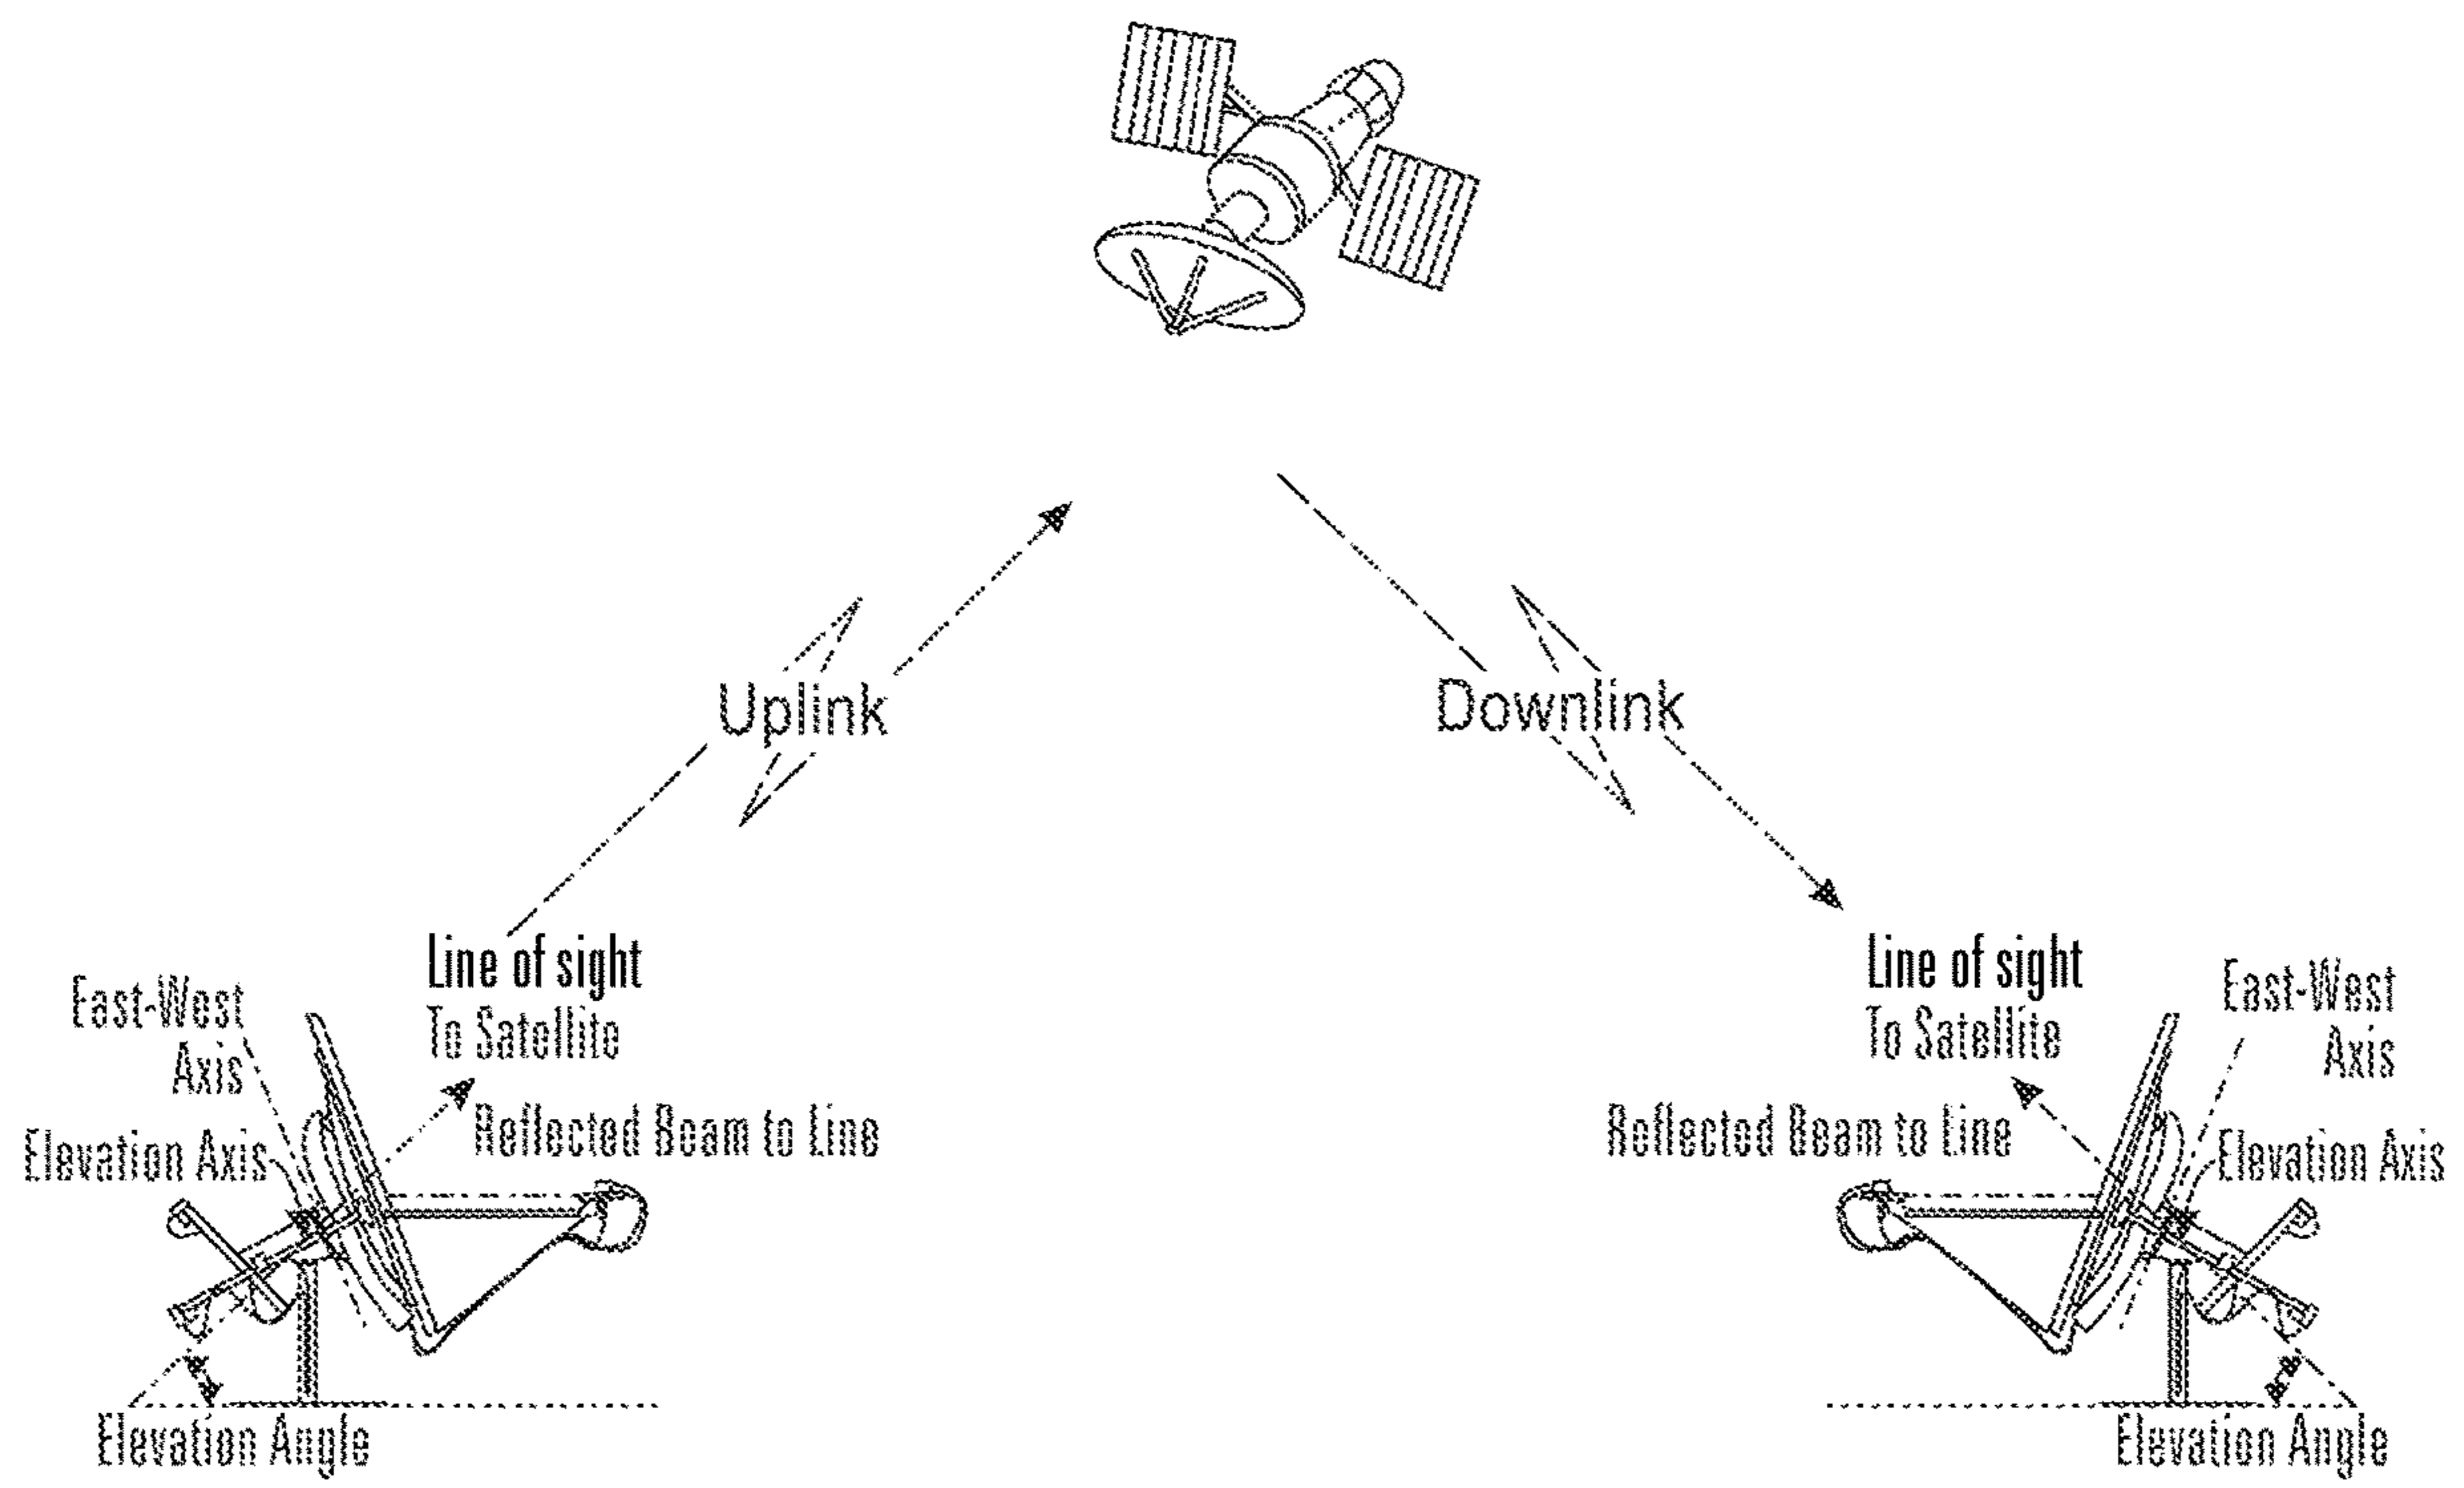 Uplink
Downlink
Line of sight
To Satellite
East-West
Axis
Reflected Beam to Line
Elevation Axis
Elevation Angle
Line of sight
To Satellite
East-West
Axis
Reflected Beam to Line
Elevation Axis
Elevation Angle